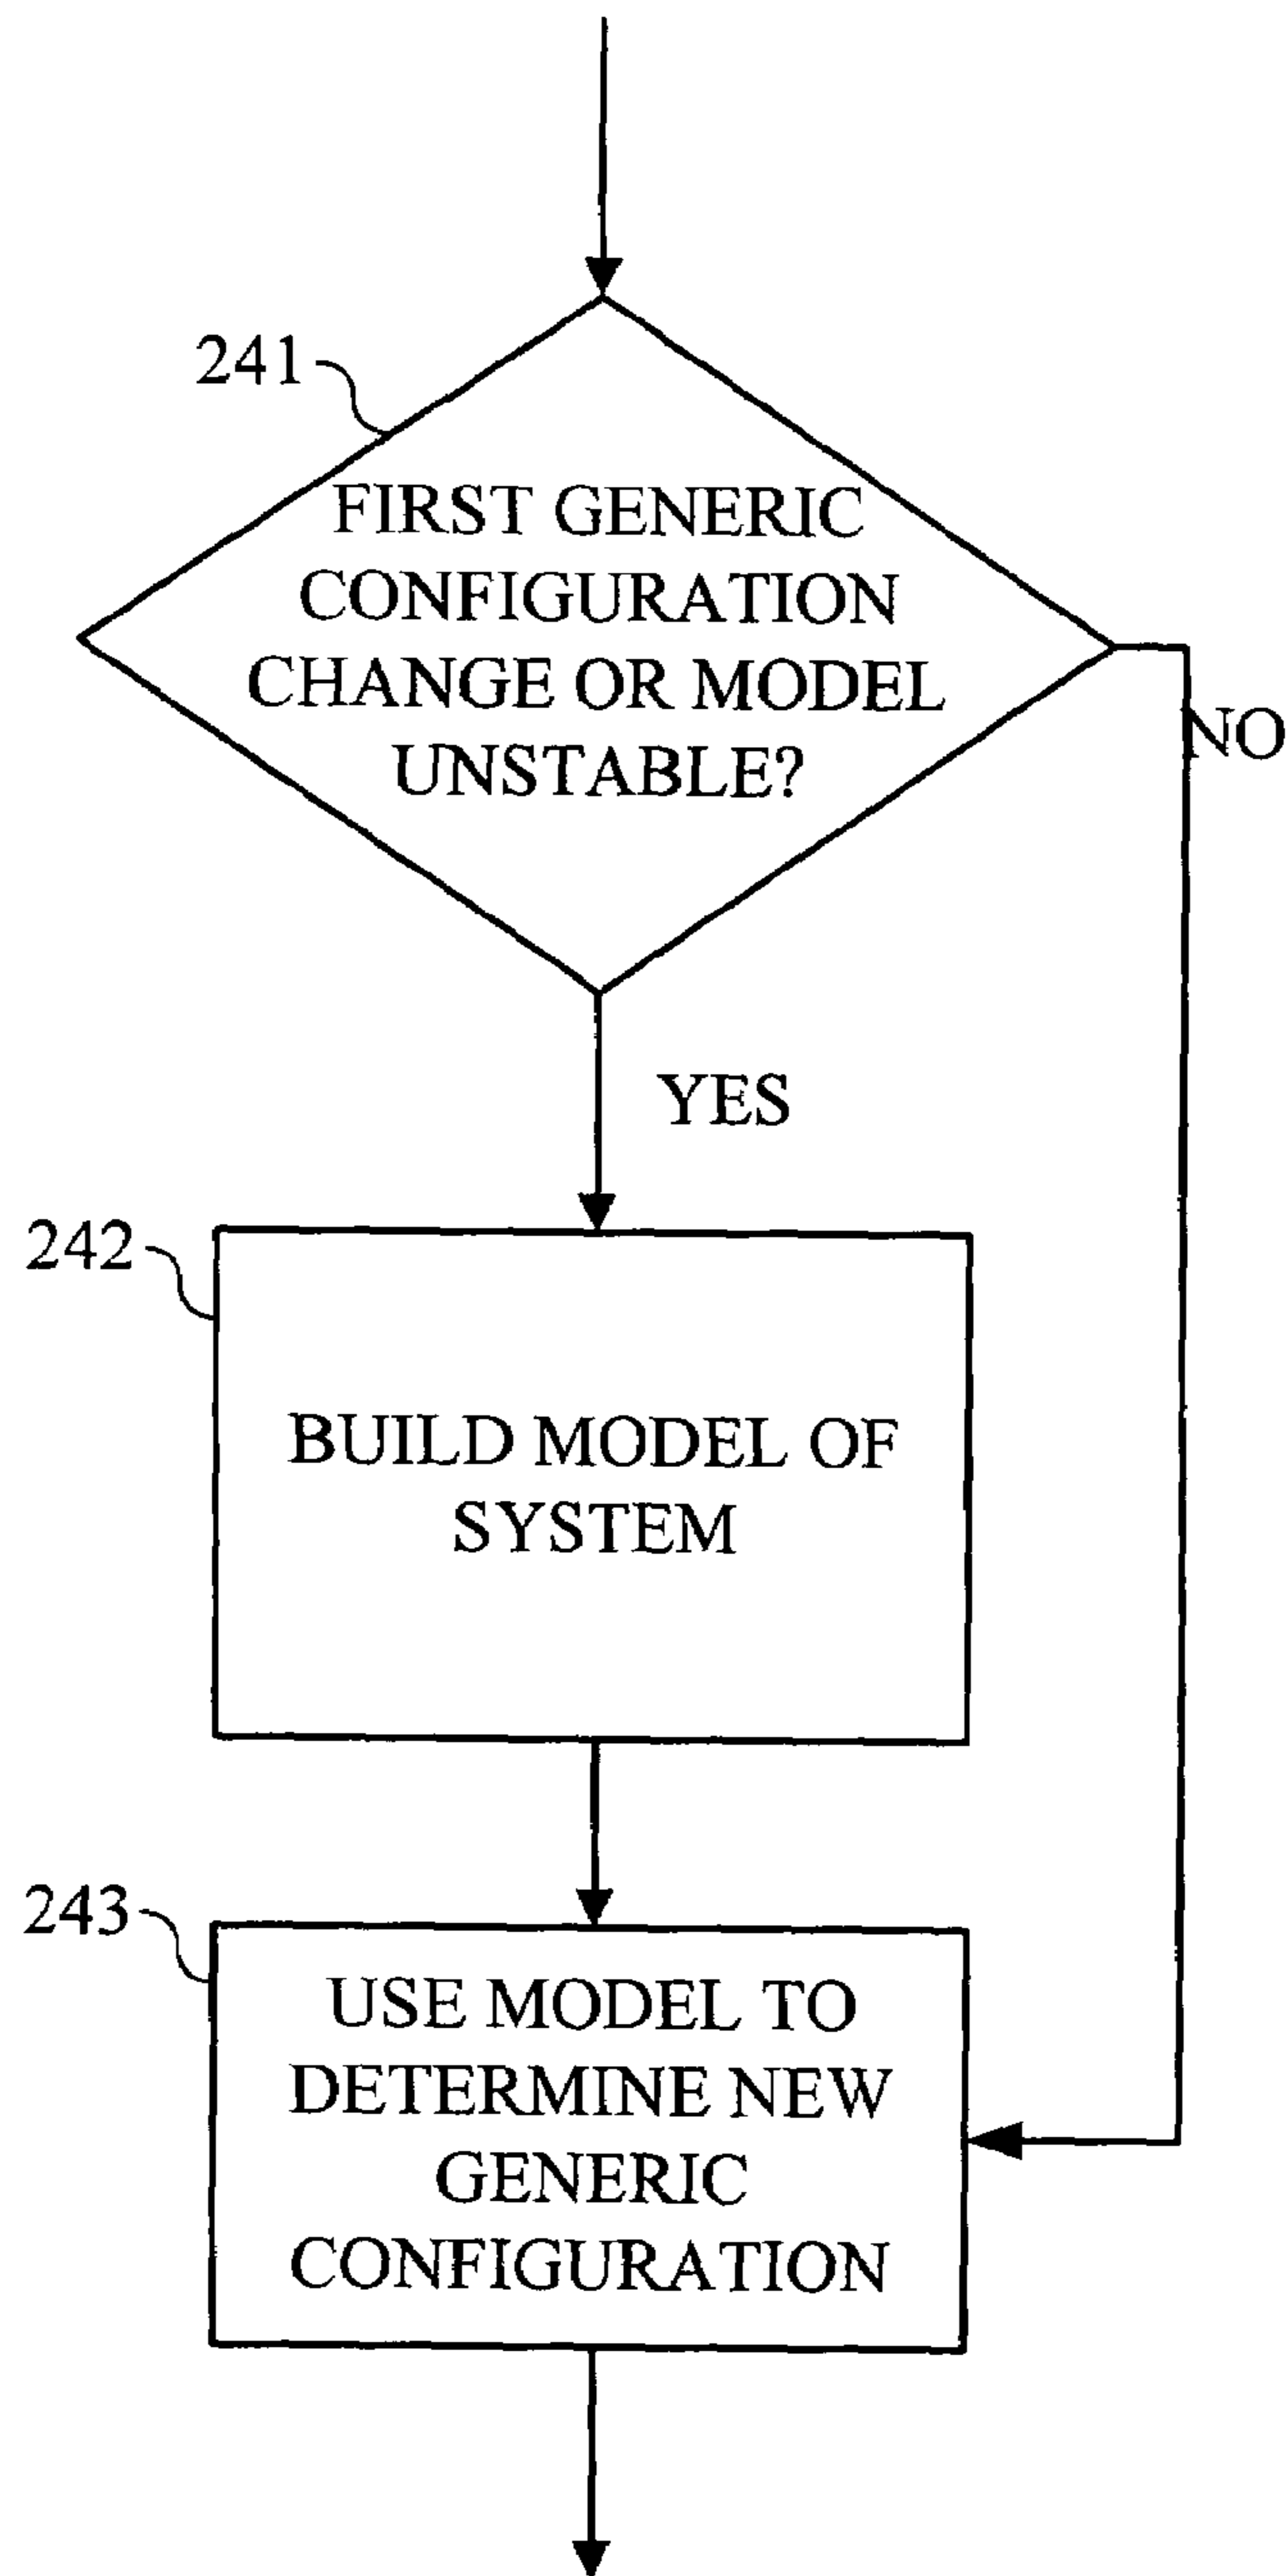 241
FIRST GENERIC
CONFIGURATION
CHANGE OR MODEL
UNSTABLE?
NO
YES
242
BUILD MODEL OF
SYSTEM
243
USE MODEL TO
DETERMINE NEW
GENERIC
CONFIGURATION